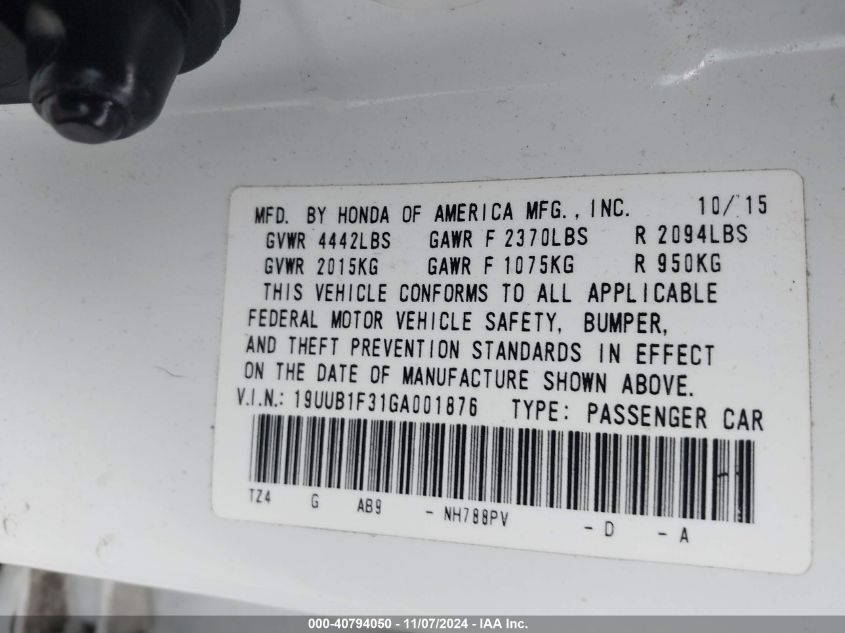 MFD. BY HONDA OF AMERICA MFG., INC. 10/15
GVWR 4442LBS GAWR F 2370LBS R 2094LBS
GVWR 2015KG GAWR F 1075KG R 950KG
THIS VEHICLE CONFORMS TO ALL APPLICABLE
FEDERAL MOTOR VEHICLE SAFETY, BUMPER,
AND THEFT PREVENTION STANDARDS IN EFFECT
ON THE DATE OF MANUFACTURE SHOWN ABOVE.
V.I.N.: 19UUB1F31GA001876 TYPE: PASSENGER CAR
TZ4 G AB9 - NH788PV - D - A
000-40794050 - 11/07/2024 - IAA Inc.